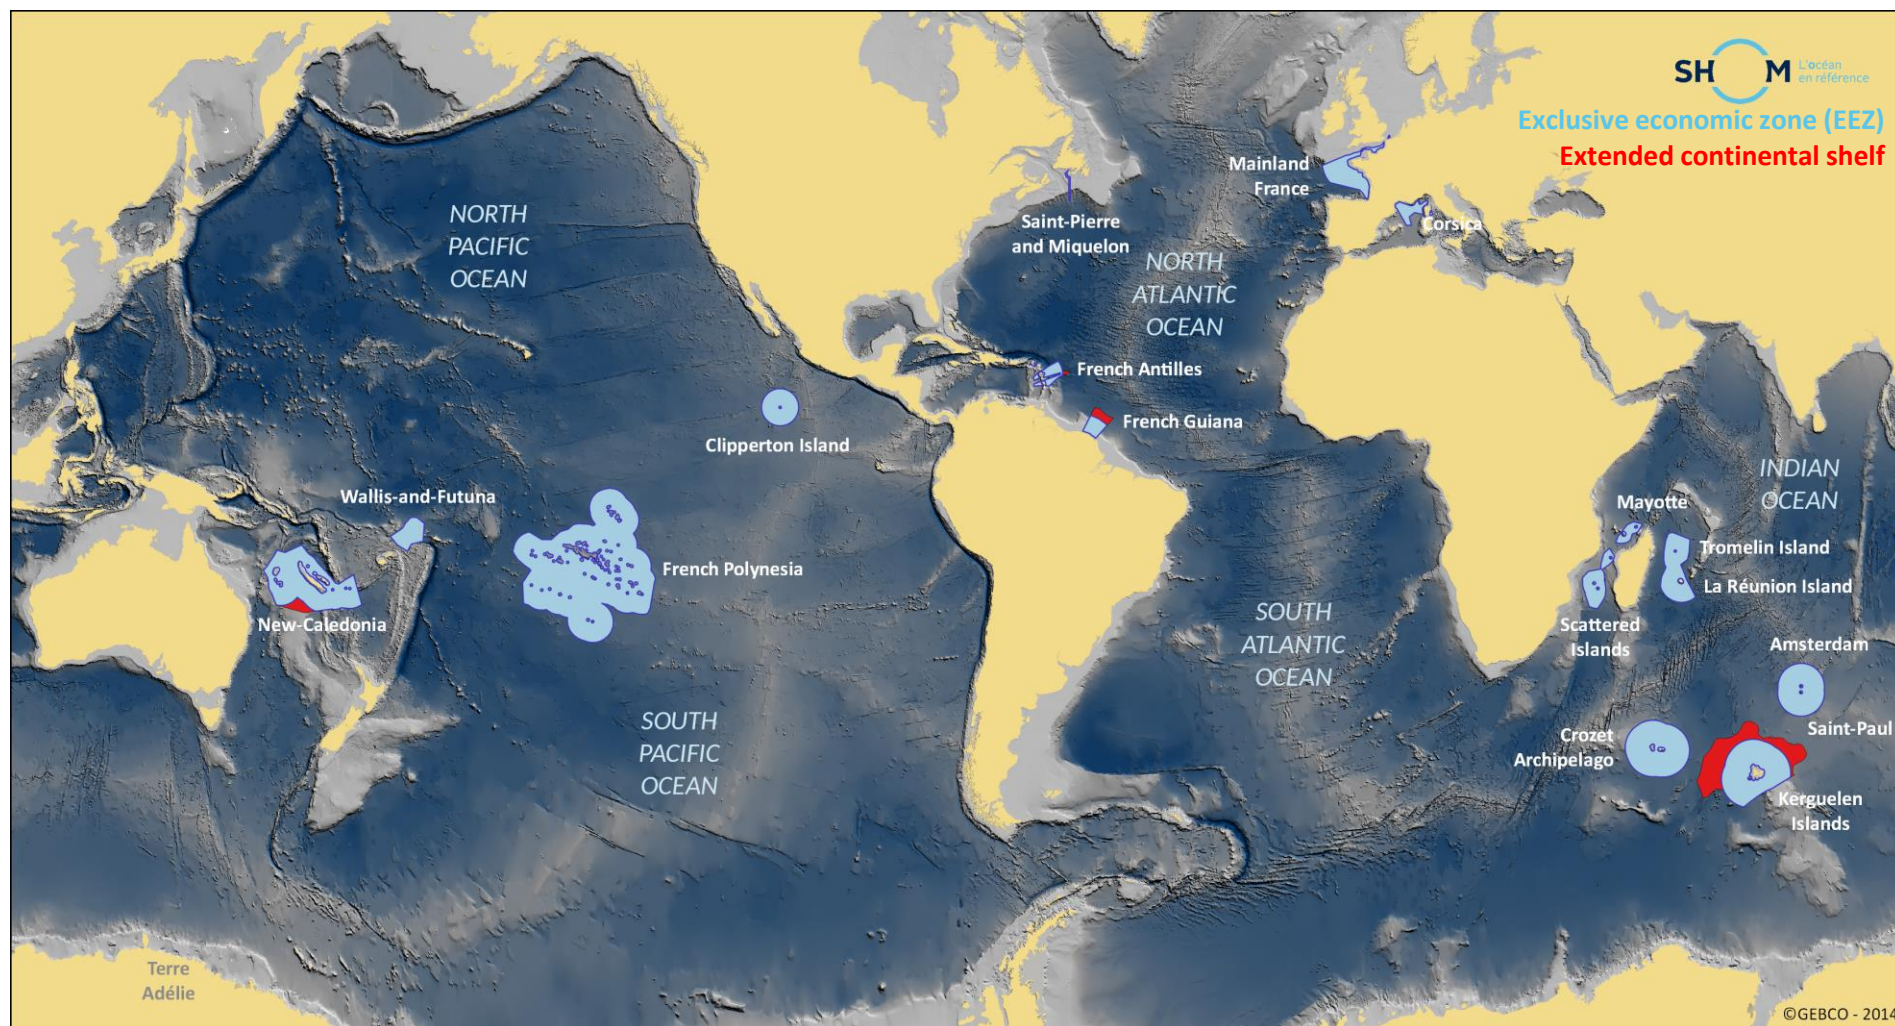 SH M L'océan
en référence
Exclusive economic zone (EEZ)
Extended continental shelf
Mainland
France
Corsica
Saint-Pierre
and Miquelon
NORTH
PACIFIC
OCEAN
NORTH
ATLANTIC
OCEAN
French Antilles
Clipperton Island
French Guiana
INDIAN
OCEAN
Wallis-and-Futuna
Mayotte
Tromelin Island
French Polynesia
La Réunion Island
New-Caledonia
Scattered
Islands
SOUTH
ATLANTIC
OCEAN
Amsterdam
Saint-Paul
SOUTH
PACIFIC
OCEAN
Crozet
Archipelago
Kerguelen
Islands
Terre
Adélie
©GEBCO - 2014